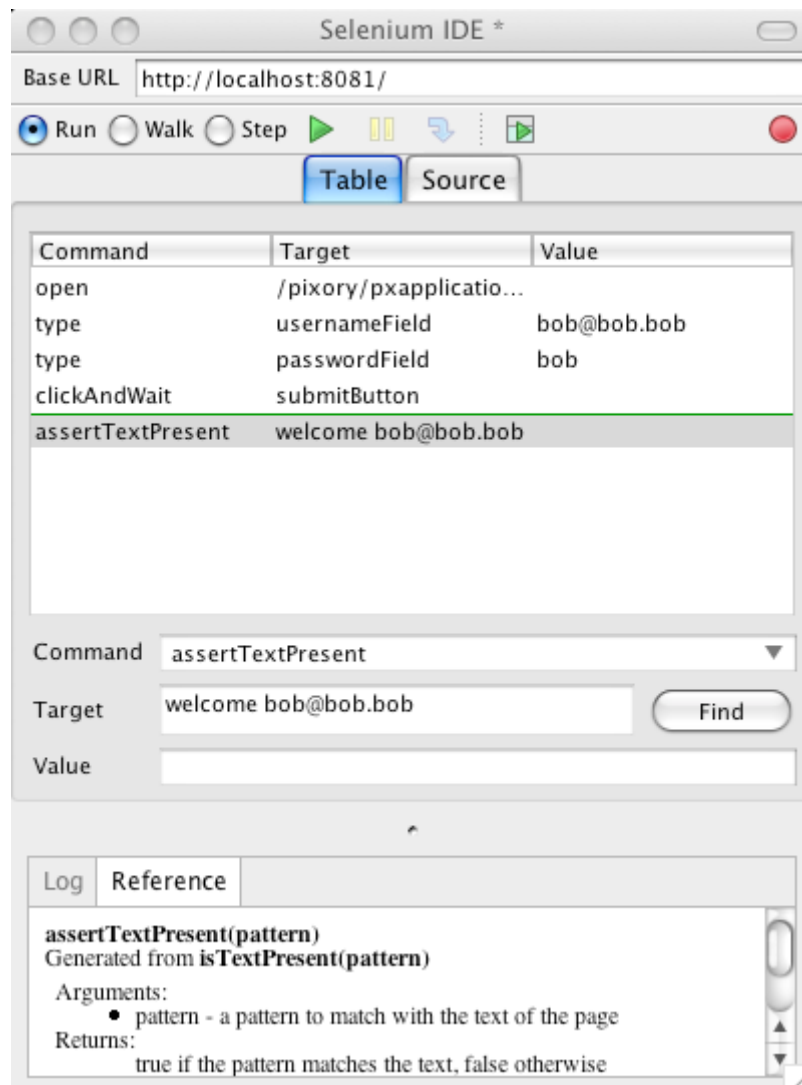 Selenium IDE *
Base URL http://localhost:8081/
Run Walk Step
Table Source
Command Target Value
open /pixory/pxapplicatio...
type usernameField bob@bob.bob
type passwordField bob
clickAndWait submitButton
assertTextPresent welcome bob@bob.bob
Command assertTextPresent
Target welcome bob@bob.bob Find
Value
Log Reference
assertTextPresent(pattern)
Generated from isTextPresent(pattern)
Arguments:
• pattern - a pattern to match with the text of the page
Returns:
true if the pattern matches the text, false otherwise